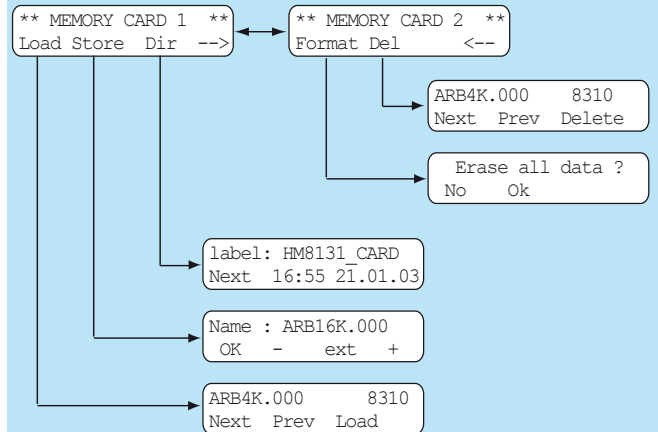 ** MEMORY CARD 1 **
Load Store Dir -->
** MEMORY CARD 2 **
Format Del <--
ARB4K.000 8310
Next Prev Delete
Erase all data ?
No Ok
label: HM8131_CARD
Next 16:55 21.01.03
Name : ARB16K.000
OK - ext +
ARB4K.000 8310
Next Prev Load